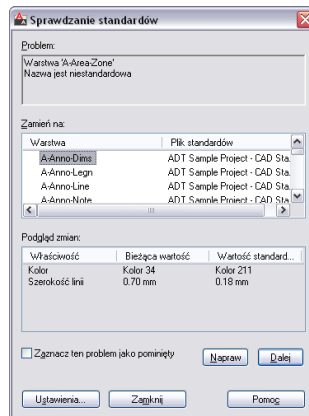 Sprawdzanie standardów
Problem:
Warstwa 'A-Area-Zone'
Nazwa jest niestandardowa
Zamień na:
Warstwa Plik standardów
A-Anno-Dims ADT Sample Project - CAD Sta
A-Anno-Legn ADT Sample Project - CAD Sta
A-Anno-Line ADT Sample Project - CAD Sta
A-Anno-Note ADT Sample Project - CAD Sta
Podgląd zmian:
Właściwość Bieżąca wartość Wartość standard...
Kolor Kolor 34 Kolor 211
Szerokość linii 0.70 mm 0.18 mm
Zaznacz ten problem jako pominięty
Napraw Dalej
Ustawienia... Zamknij Pomoc